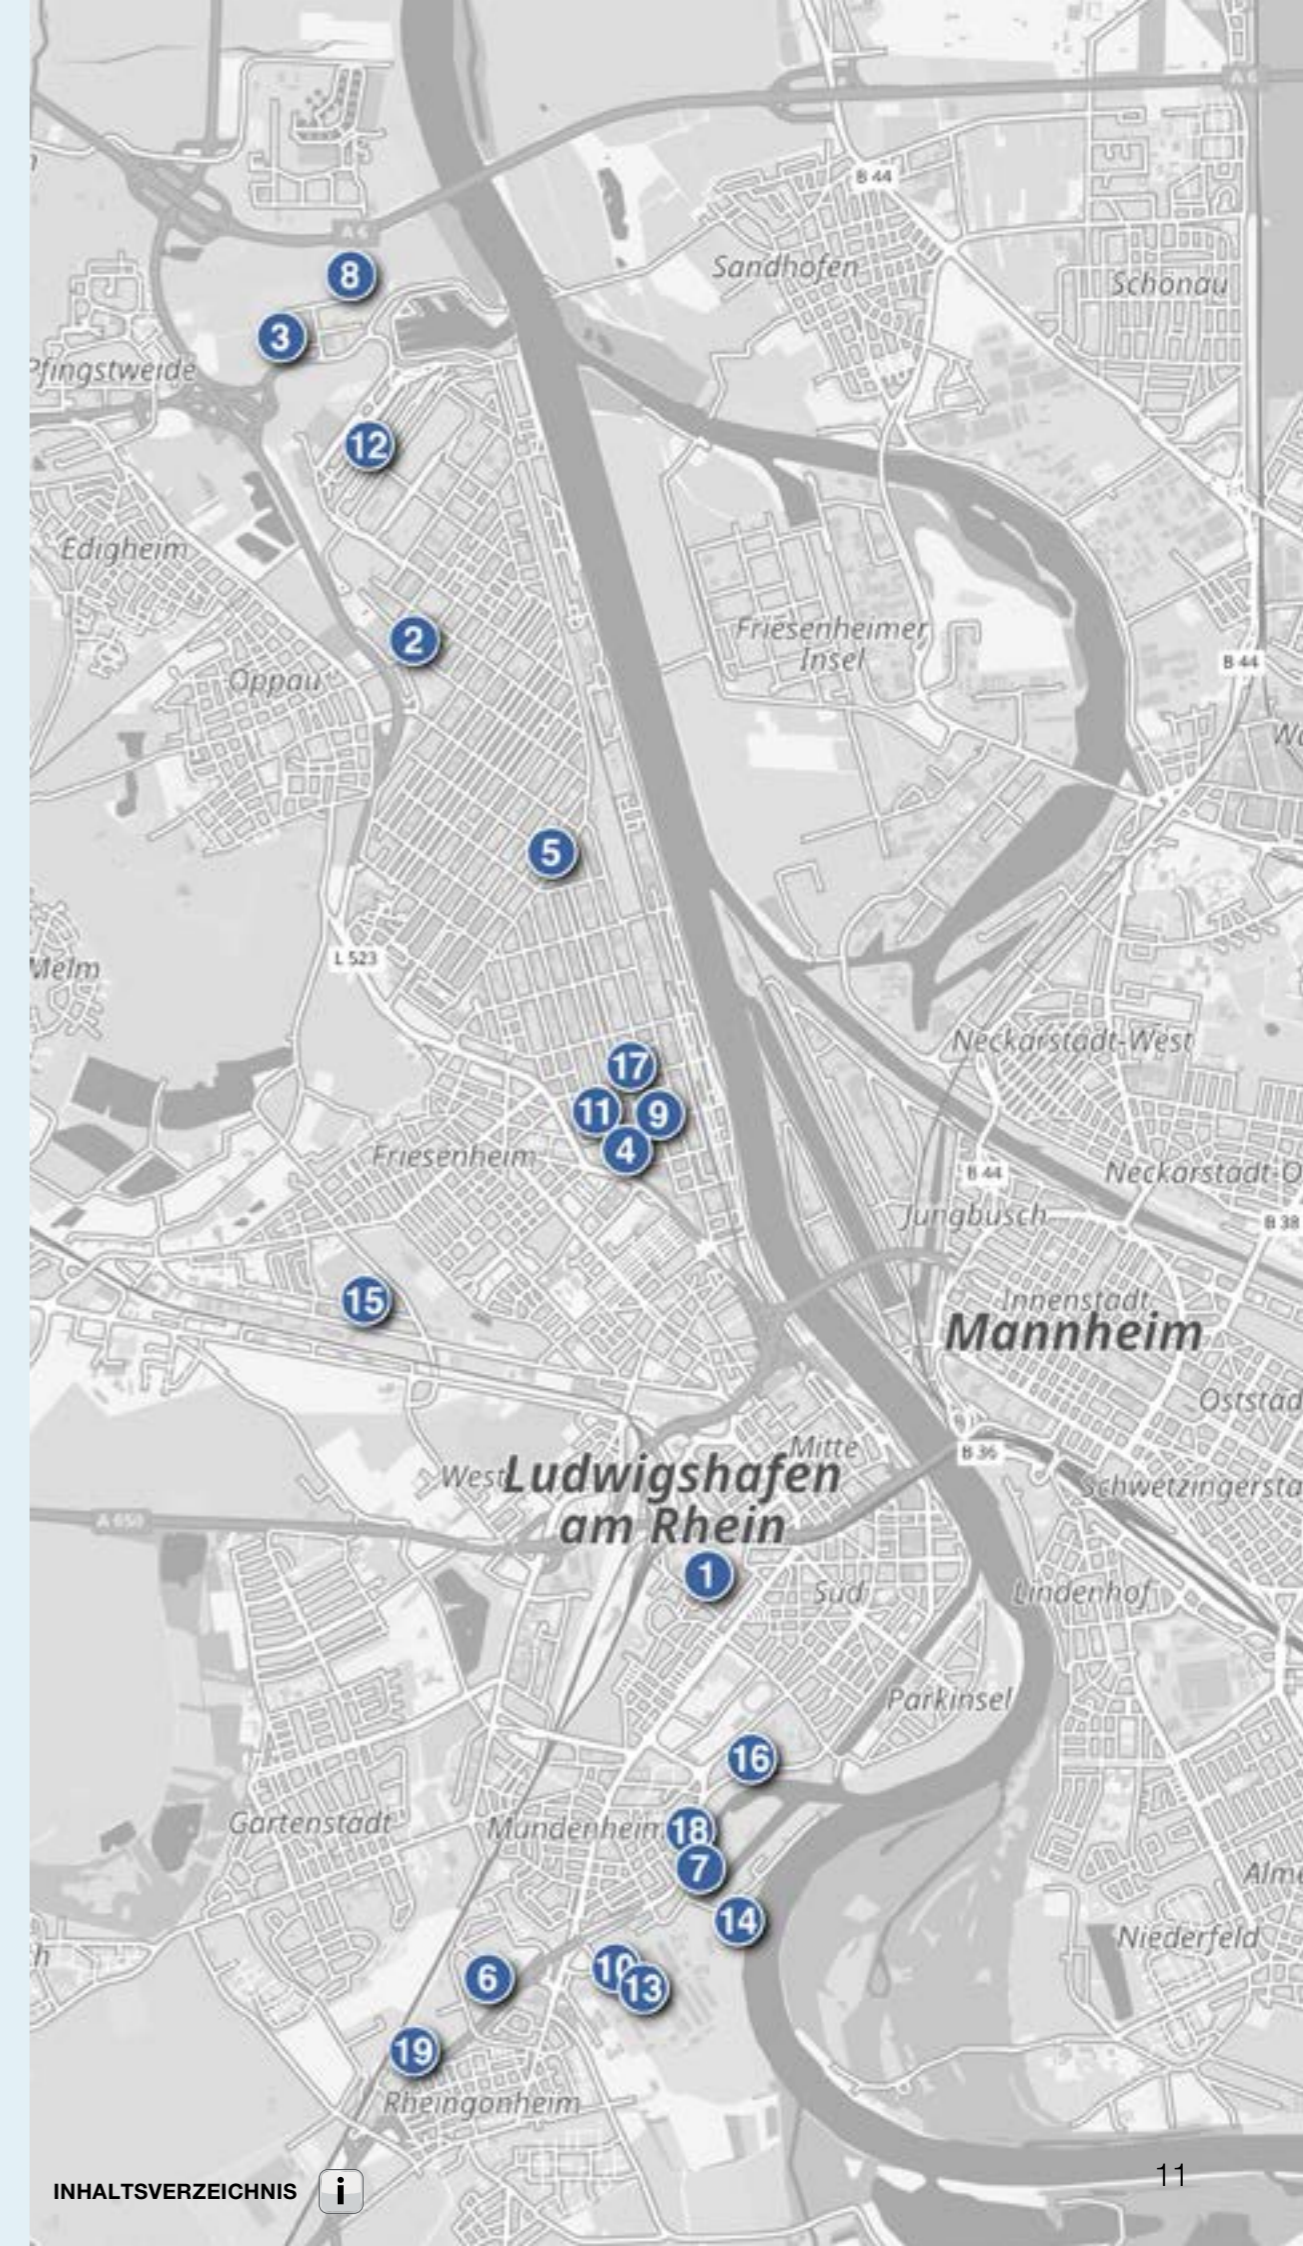 A 6
B 44
A 6
Sandhofen
Schönau
8
3
Pfingstweide
12
Edigheim
2
Friesenheimer
Insel
B 44
Oppau
5
L 523
Melm
Neckarstadt-West
17
11
9
4
Friesenheim
B 44
Neckarstadt-O
Jungbusch
B 38
15
Innenstadt
Mannheim
Oststad
Mitte
B 36
West
Ludwigshafen
am Rhein
Schwetzingersta
A 650
1
Süd
Lindenhof
Parkinsel
16
Gartenstadt
Mundenheim
18
7
Alme
14
Niederfeld
h
6
10
13
19
Rheingönheim
INHALTSVERZEICHNIS
i
11